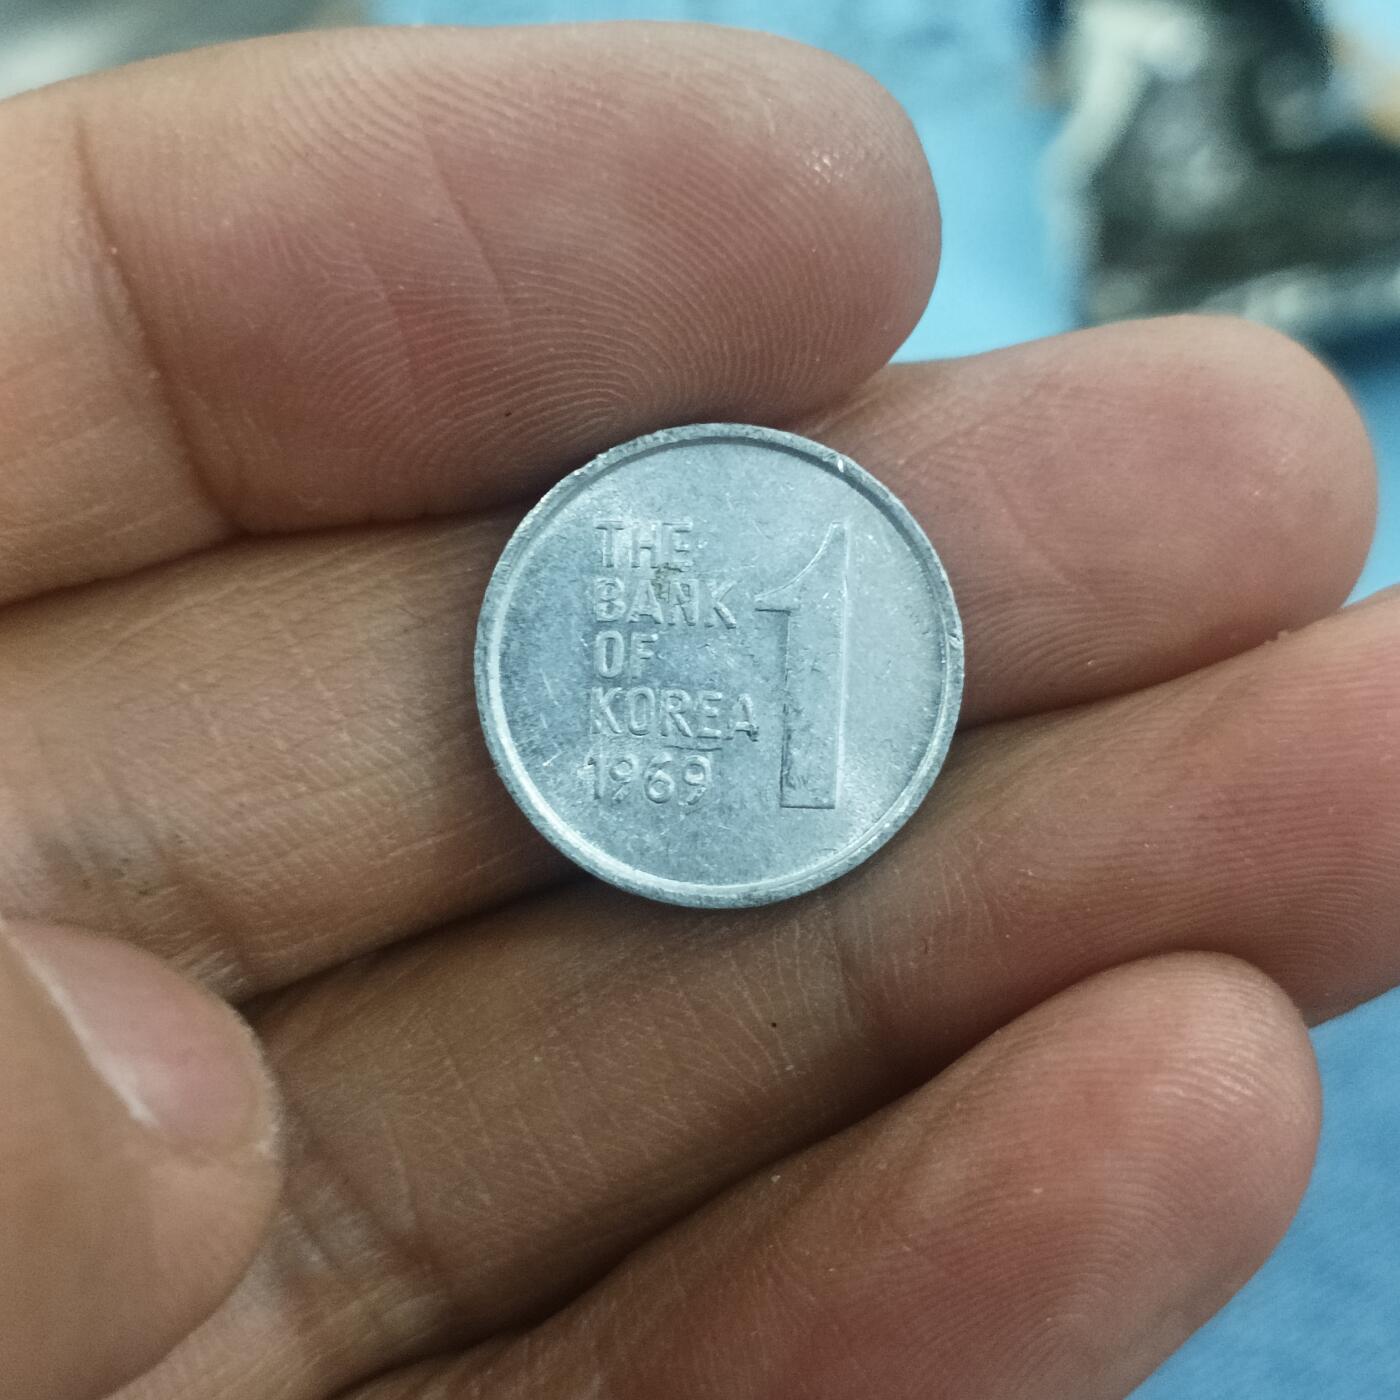 THE
BANK
OF
KOREA
1969
1